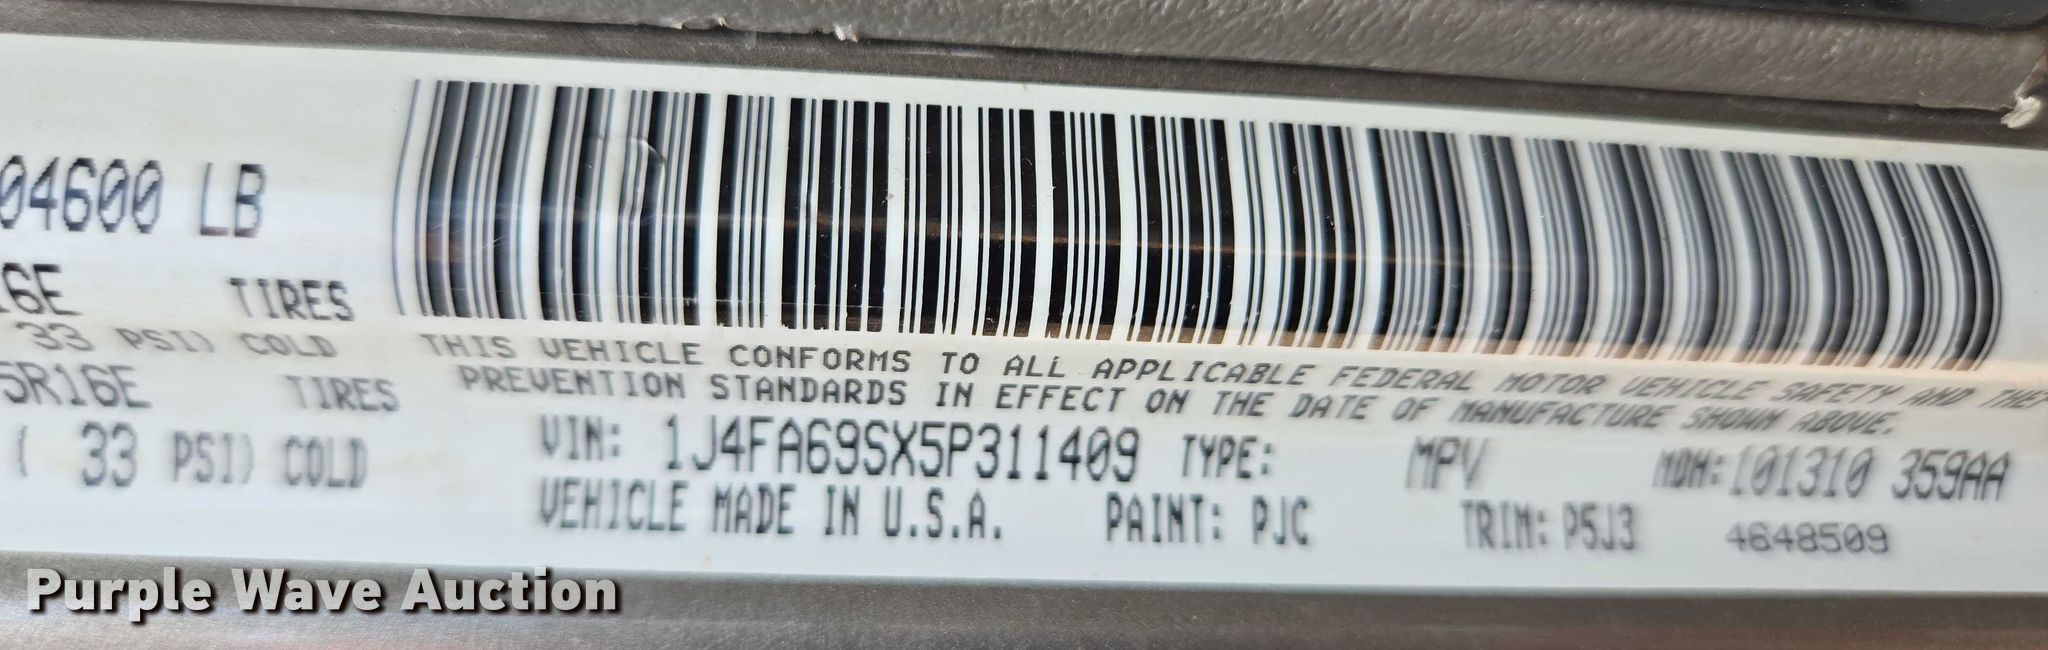 04600 LB
16E TIRES
33 PSI) COLD
5R16E TIRES
( 33 PSI) COLD
THIS VEHICLE CONFORMS TO ALL APPLICABLE FEDERAL MOTOR VEHICLE SAFETY AND THEF
PREVENTION STANDARDS IN EFFECT ON THE DATE OF MANUFACTURE SHOWN ABOVE.
VIN: 1J4FA69SX5P311409 TYPE: MPV MDH: 101310 359AA
VEHICLE MADE IN U.S.A. PAINT: PJC TRIM: P5J3 4648509
Purple Wave Auction